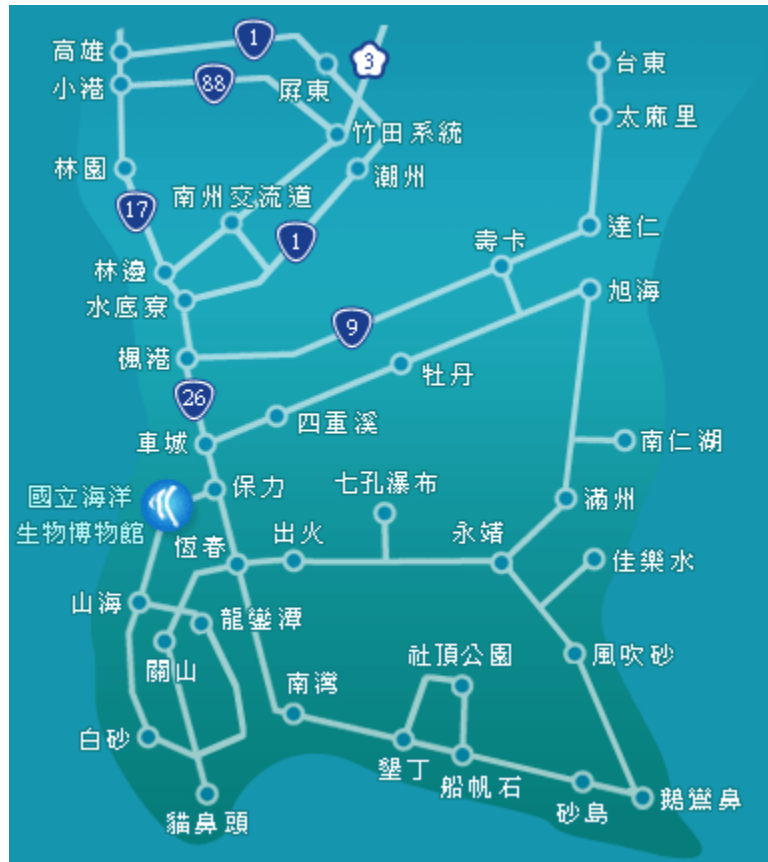 高雄
1
3
小港
88
屏東
台東
竹田系統
太麻里
林園
潮州
17
南州交流道
1
達仁
壽卡
林邊
水底寮
旭海
9
楓港
牡丹
26
四重溪
車城
南仁湖
保力
七孔瀑布
國立海洋
生物博物館
滿州
恆春
出火
永靖
佳樂水
山海
龍鑾潭
關山
社頂公園
風吹砂
南灣
白砂
墾丁
船帆石
貓鼻頭
砂島
鵝鸞鼻